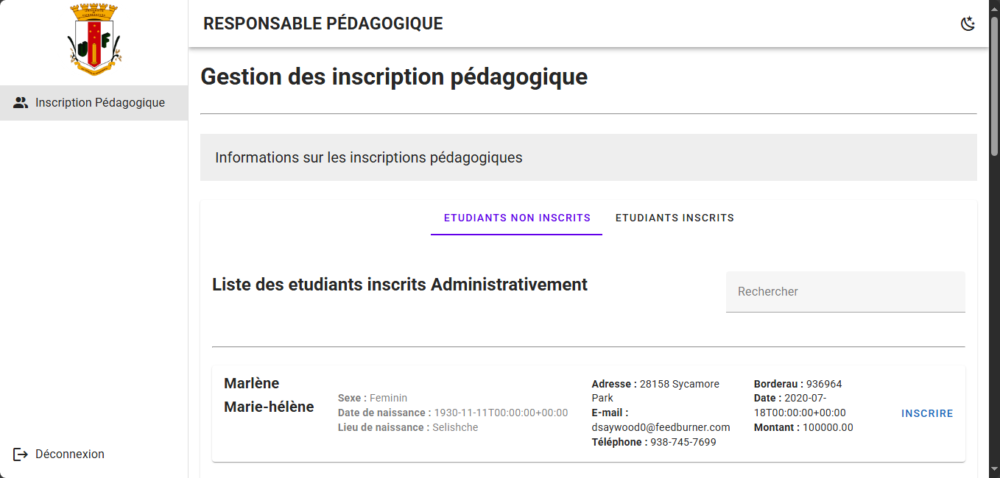 RESPONSABLE PÉDAGOGIQUE
Inscription Pédagogique
Déconnexion
Gestion des inscription pédagogique
Informations sur les inscriptions pédagogiques
ETUDIANTS NON INSCRITS
ETUDIANTS INSCRITS
Liste des etudiants inscrits Administrativement
Rechercher
Marlène
Marie-hélène
Sexe : Feminin
Date de naissance : 1930-11-11T00:00:00+00:00
Lieu de naissance : Selishche
Adresse : 28158 Sycamore
Park
E-mail :
dsaywood0@feedburner.com
Téléphone : 938-745-7699
Borderau : 936964
Date : 2020-07-
18T00:00:00+00:00
Montant : 100000.00
INSCRIRE